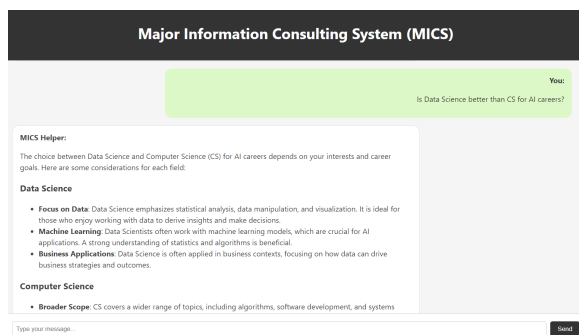 Major Information Consulting System (MICS)
You:
Is Data Science better than CS for AI careers?
MICS Helper:
The choice between Data Science and Computer Science (CS) for AI careers depends on your interests and career
goals. Here are some considerations for each field:
Data Science
• Focus on Data: Data Science emphasizes statistical analysis, data manipulation, and visualization. It is ideal for
those who enjoy working with data to derive insights and make decisions.
• Machine Learning: Data Scientists often work with machine learning models, which are crucial for AI
applications. A strong understanding of statistics and algorithms is beneficial.
• Business Applications: Data Science is often applied in business contexts, focusing on how data can drive
business strategies and outcomes.
Computer Science
• Broader Scope: CS covers a wider range of topics, including algorithms, software development, and systems
Type your message...
Send